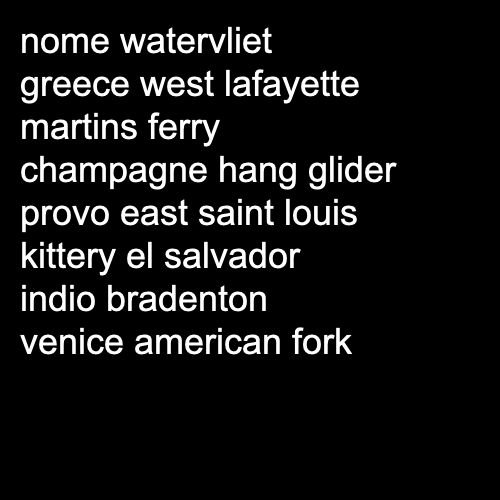 nome watervliet
greece west lafayette
martins ferry
champagne hang glider
provo east saint louis
kittery el salvador
indio bradenton
venice american fork